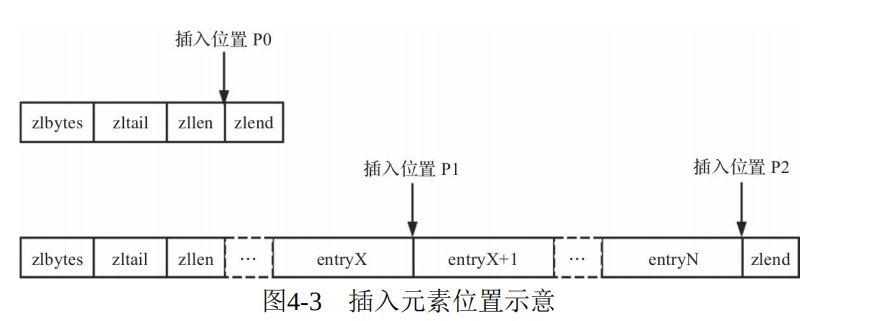 插入位置 P0
zlbytes zltail zllen zlend
插入位置 P1 插入位置 P2
zlbytes zltail zllen … entryX entryX+1 … entryN zlend
图4-3 插入元素位置示意